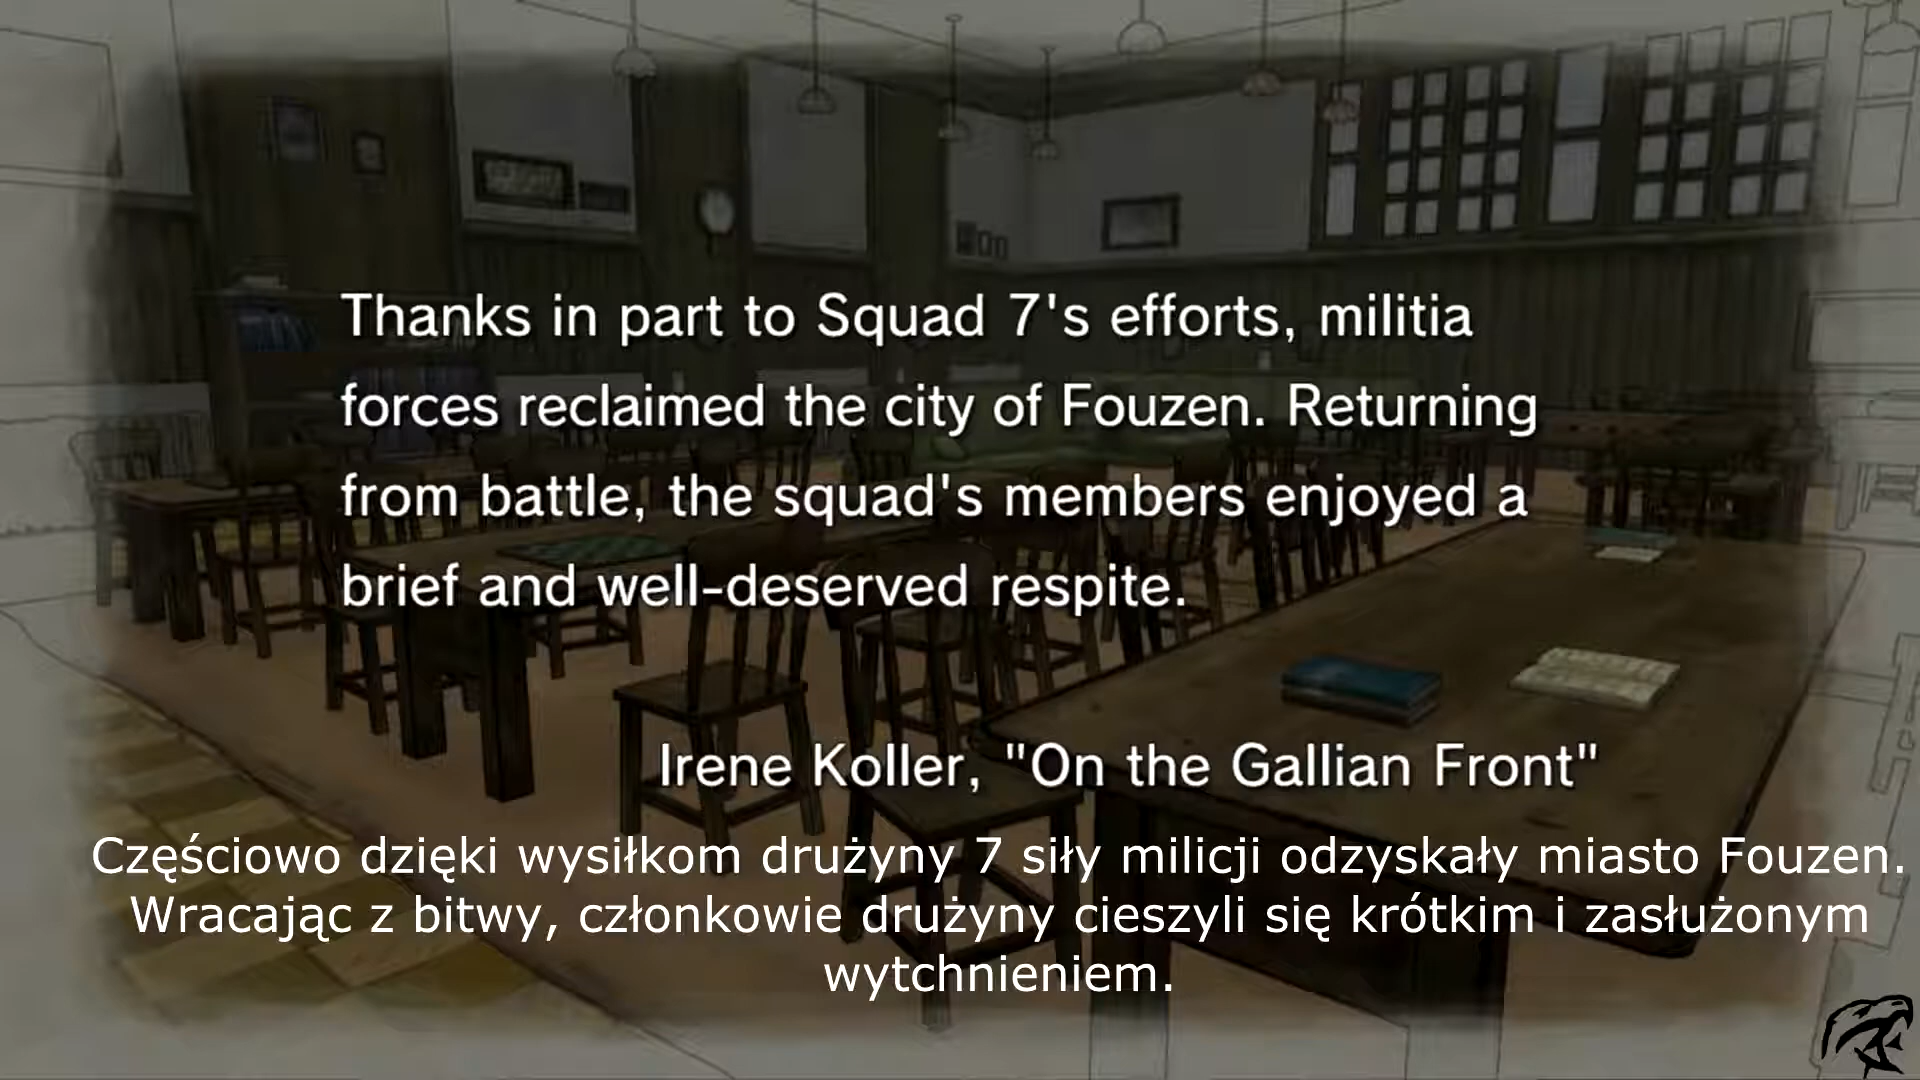 Thanks in part to Squad 7's efforts, militia
forces reclaimed the city of Fouzen. Returning
from battle, the squad's members enjoyed a
brief and well-deserved respite.
Irene Koller, "On the Gallian Front"
Częściowo dzięki wysiłkom drużyny 7 siły milicji odzyskały miasto Fouzen.
Wracając z bitwy, członkowie drużyny cieszyli się krótkim i zasłużonym
wytchnieniem.